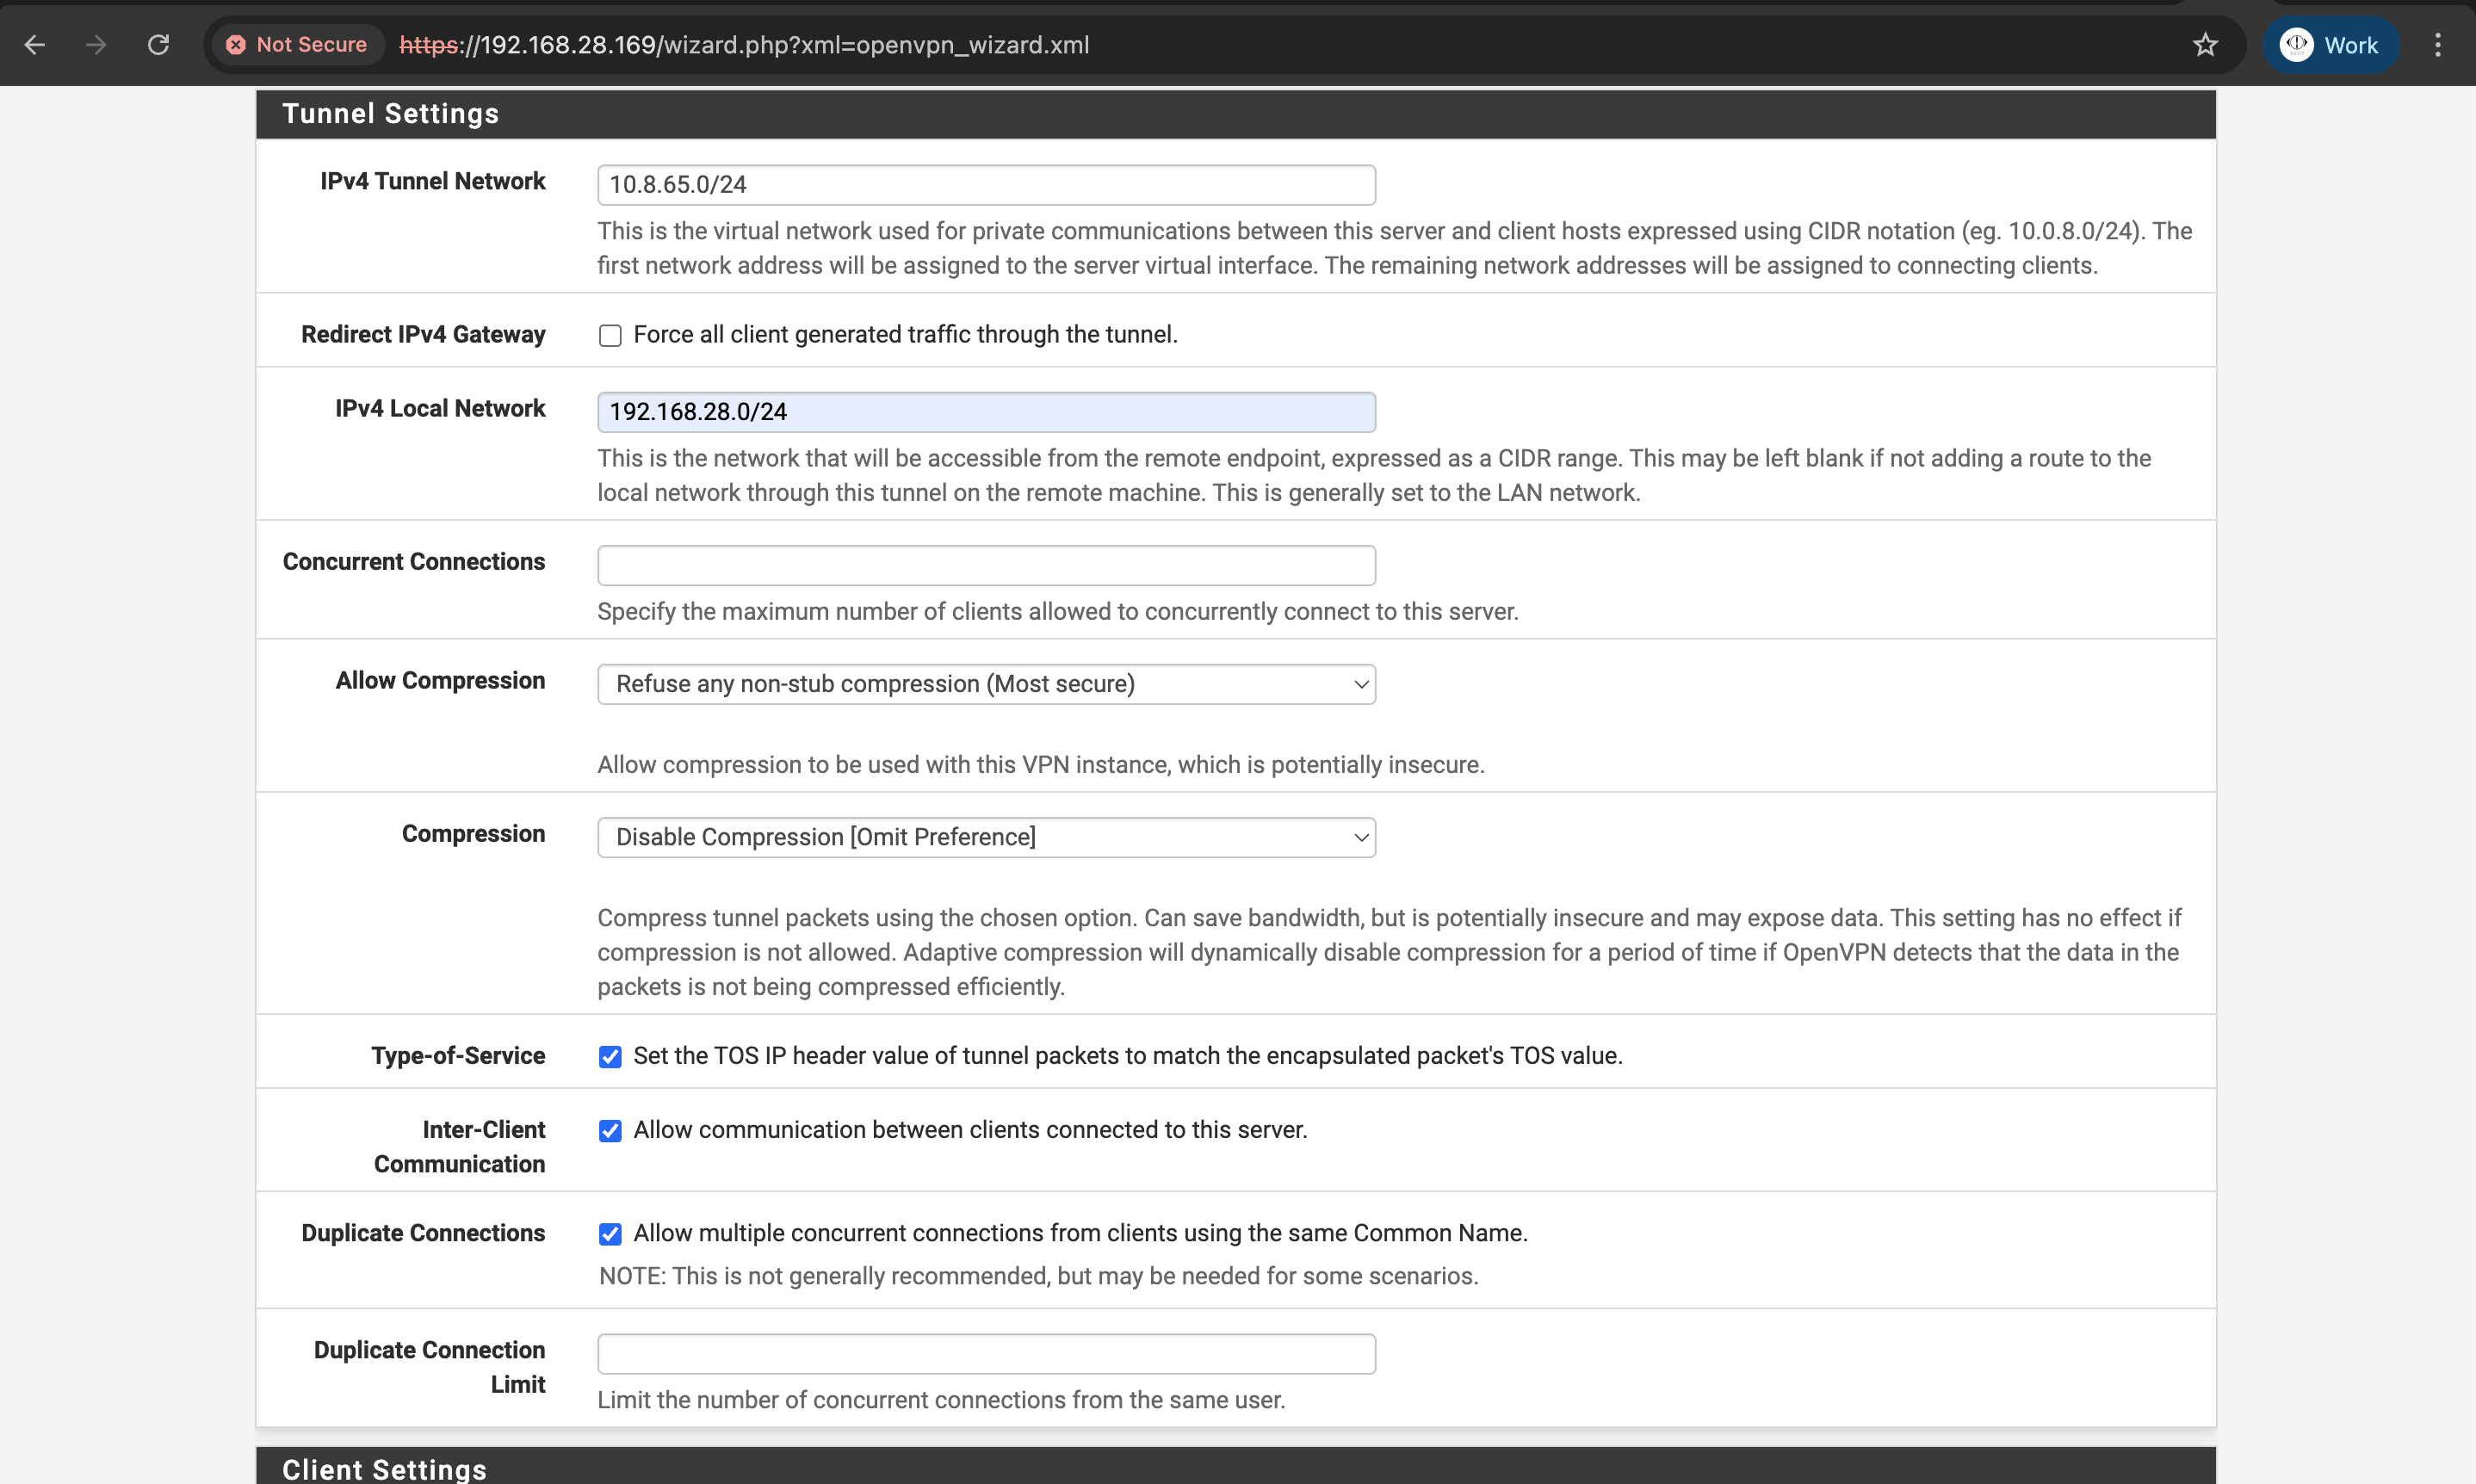 Not Secure https://192.168.28.169/wizard.php?xml=openvpn_wizard.xml Work
Tunnel Settings
IPv4 Tunnel Network
10.8.65.0/24
This is the virtual network used for private communications between this server and client hosts expressed using CIDR notation (eg. 10.0.8.0/24). The
first network address will be assigned to the server virtual interface. The remaining network addresses will be assigned to connecting clients.
Redirect IPv4 Gateway
Force all client generated traffic through the tunnel.
IPv4 Local Network
192.168.28.0/24
This is the network that will be accessible from the remote endpoint, expressed as a CIDR range. This may be left blank if not adding a route to the
local network through this tunnel on the remote machine. This is generally set to the LAN network.
Concurrent Connections
Specify the maximum number of clients allowed to concurrently connect to this server.
Allow Compression
Refuse any non-stub compression (Most secure)
Allow compression to be used with this VPN instance, which is potentially insecure.
Compression
Disable Compression [Omit Preference]
Compress tunnel packets using the chosen option. Can save bandwidth, but is potentially insecure and may expose data. This setting has no effect if
compression is not allowed. Adaptive compression will dynamically disable compression for a period of time if OpenVPN detects that the data in the
packets is not being compressed efficiently.
Type-of-Service
Set the TOS IP header value of tunnel packets to match the encapsulated packet's TOS value.
Inter-Client
Communication
Allow communication between clients connected to this server.
Duplicate Connections
Allow multiple concurrent connections from clients using the same Common Name.
NOTE: This is not generally recommended, but may be needed for some scenarios.
Duplicate Connection
Limit
Limit the number of concurrent connections from the same user.
Client Settings